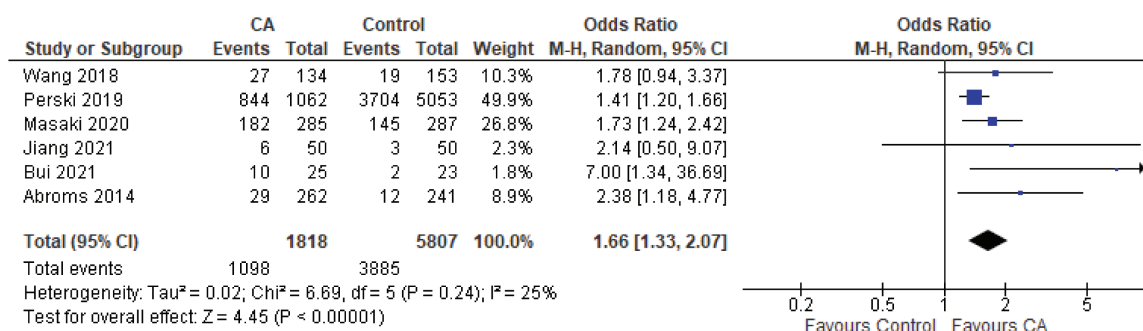 CA Control Odds Ratio Odds Ratio
Study or Subgroup Events Total Events Total Weight M-H, Random, 95% CI M-H, Random, 95% CI
Wang 2018 27 134 19 153 10.3% 1.78 [0.94, 3.37]
Perski 2019 844 1062 3704 5053 49.9% 1.41 [1.20, 1.66]
Masaki 2020 182 285 145 287 26.8% 1.73 [1.24, 2.42]
Jiang 2021 6 50 3 50 2.3% 2.14 [0.50, 9.07]
Bui 2021 10 25 2 23 1.8% 7.00 [1.34, 36.69]
Abroms 2014 29 262 12 241 8.9% 2.38 [1.18, 4.77]
Total (95% CI) 1818 5807 100.0% 1.66 [1.33, 2.07]
Total events 1098 3885
Heterogeneity: Tau² = 0.02; Chi² = 6.69, df = 5 (P = 0.24); I² = 25%
Test for overall effect: Z = 4.45 (P < 0.00001)
0.2 0.5 1 2 5
Favours Control Favours CA